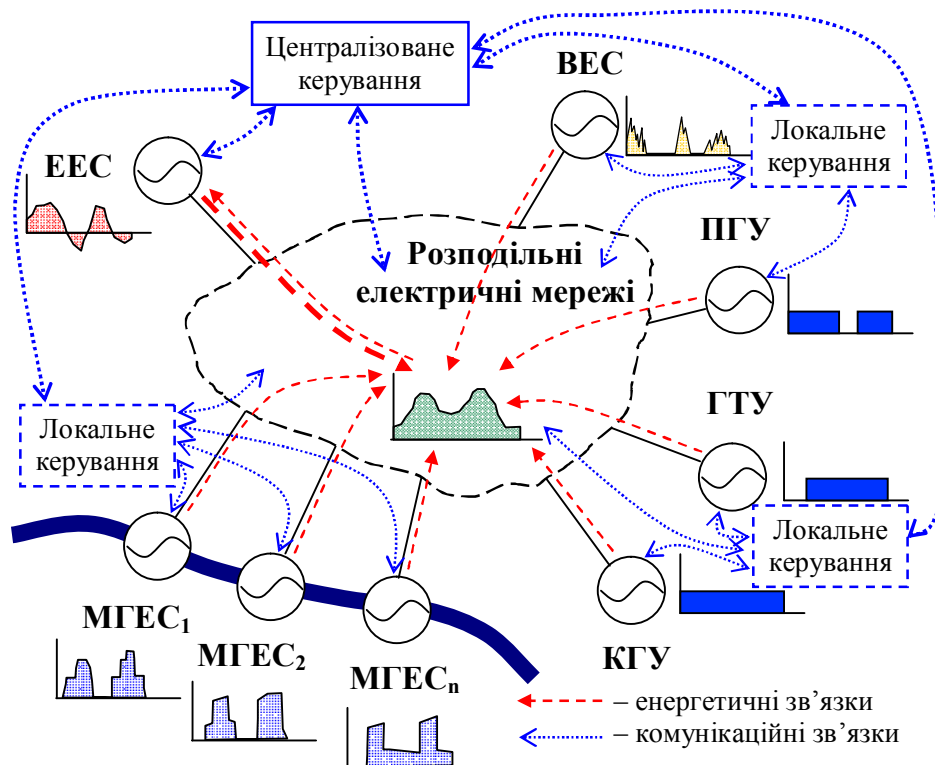 Централізоване
керування
ВЕС
Локальне
керування
ЕЕС
ПГУ
Розподільні
електричні мережі
ГТУ
Локальне
керування
Локальне
керування
МГЕС₁
МГЕС₂
МГЕСₙ
КГУ
– енергетичні зв’язки
– комунікаційні зв’язки